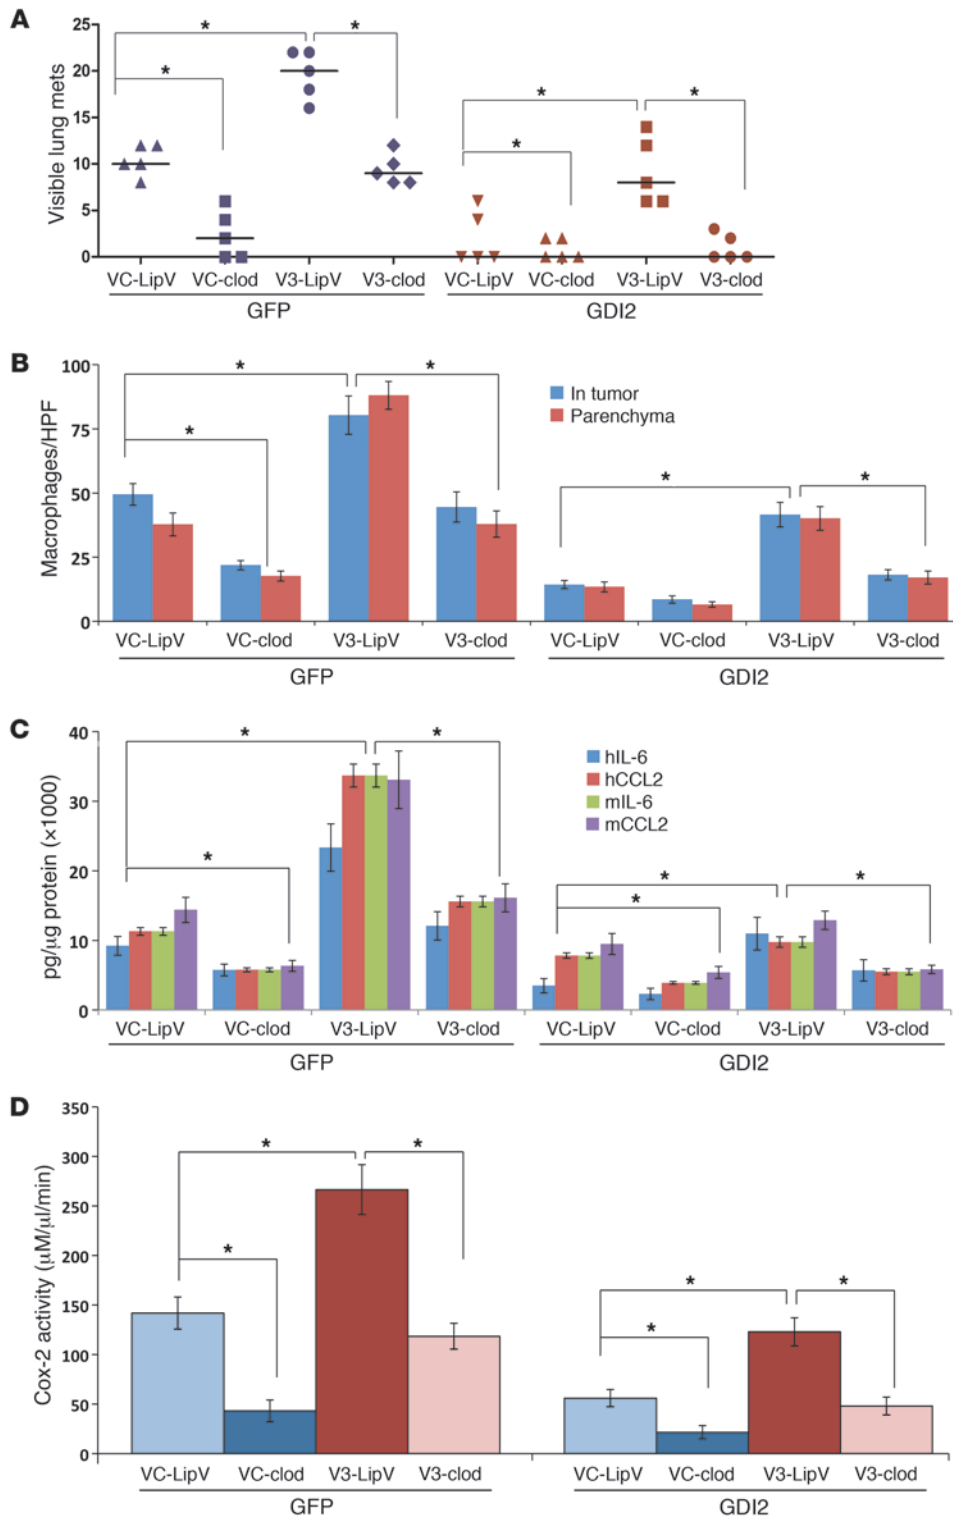 A
Visible lung mets
25
20
15
10
5
0
* * * * * *
VC-LipV VC-clod V3-LipV V3-clod VC-LipV VC-clod V3-LipV V3-clod
GFP GDI2
B
Macrophages/HPF
100
75
50
25
0
* * * * *
In tumor
Parenchyma
VC-LipV VC-clod V3-LipV V3-clod VC-LipV VC-clod V3-LipV V3-clod
GFP GDI2
C
pg/μg protein (×1000)
40
30
20
10
0
* * * * * *
hIL-6
hCCL2
mIL-6
mCCL2
VC-LipV VC-clod V3-LipV V3-clod VC-LipV VC-clod V3-LipV V3-clod
GFP GDI2
D
Cox-2 activity (μM/μl/min)
350
300
250
200
150
100
50
0
* * * * * *
VC-LipV VC-clod V3-LipV V3-clod VC-LipV VC-clod V3-LipV V3-clod
GFP GDI2